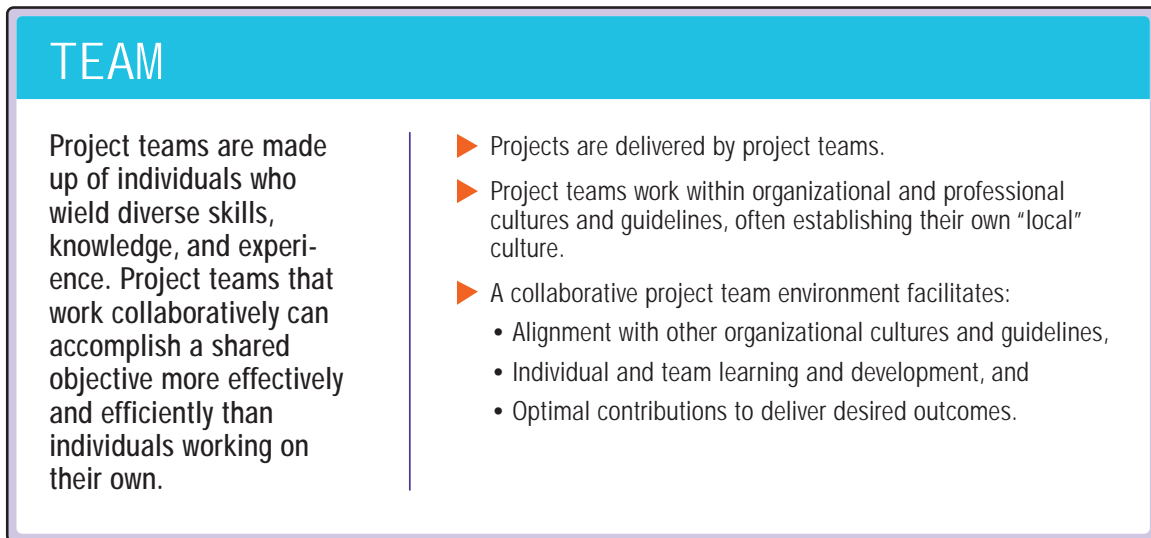 TEAM
Project teams are made
up of individuals who
wield diverse skills,
knowledge, and experi-
ence. Project teams that
work collaboratively can
accomplish a shared
objective more effectively
and efficiently than
individuals working on
their own.
Projects are delivered by project teams.
Project teams work within organizational and professional
cultures and guidelines, often establishing their own “local”
culture.
A collaborative project team environment facilitates:
• Alignment with other organizational cultures and guidelines,
• Individual and team learning and development, and
• Optimal contributions to deliver desired outcomes.